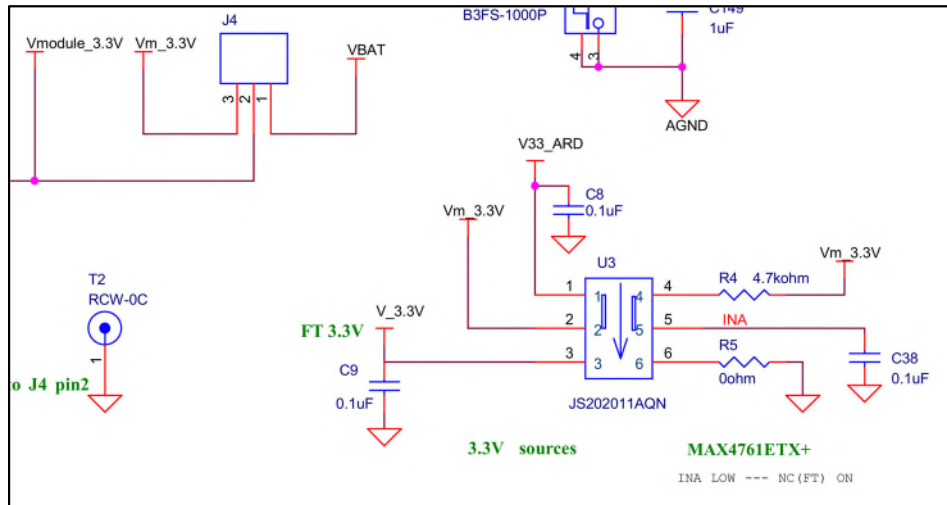 B3FS-1000P
C149
1uF
4
3
AGND
J4
Vmodule_3.3V
Vm_3.3V
VBAT
3
2
1
V33_ARD
C8
0.1uF
Vm_3.3V
U3
R4 4.7kohm
Vm_3.3V
1
1
4
4
2
2
5
5
INA
3
3
6
6
R5
0ohm
C38
0.1uF
JS202011AQN
T2
RCW-0C
1
FT 3.3V
V_3.3V
C9
0.1uF
to J4 pin2
3.3V sources
MAX4761ETX+
INA LOW --- NC(FT) ON